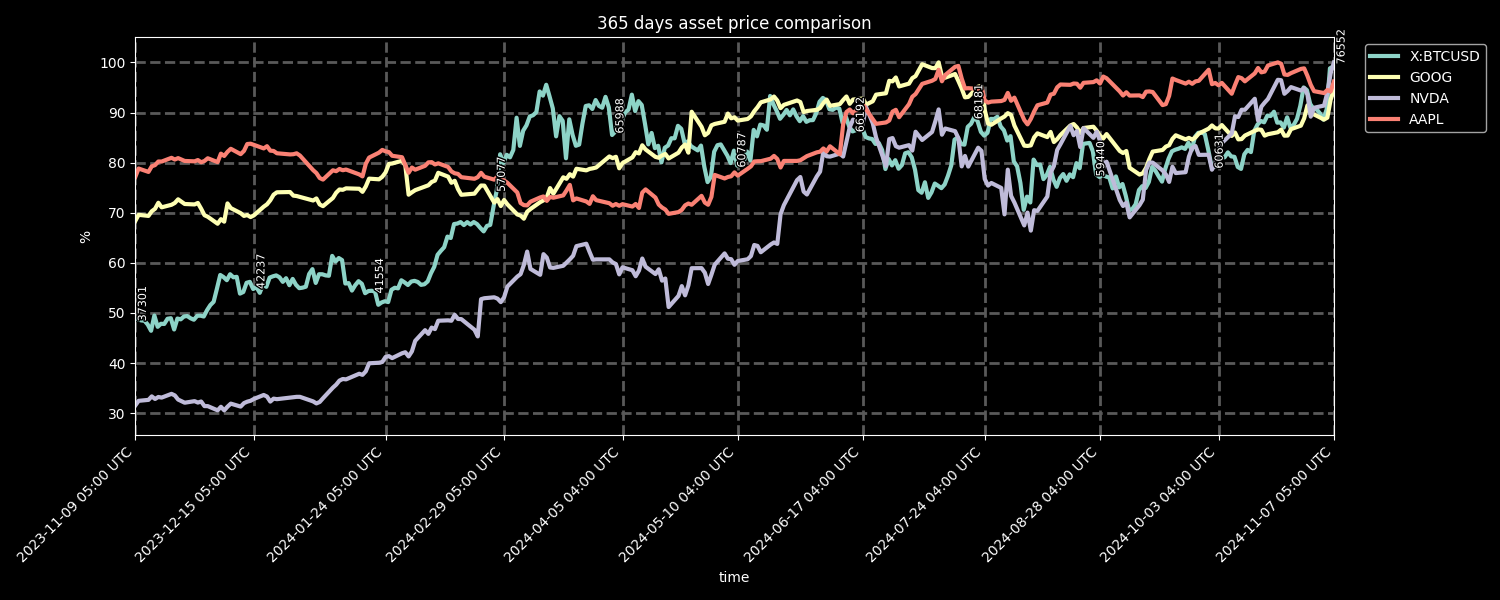 365 days asset price comparison
X:BTCUSD
GOOG
NVDA
AAPL
%
100
90
80
70
60
50
40
30
37301
42237
41554
57077
65988
60787
66192
68181
59440
60631
76552
2023-11-09 05:00 UTC
2023-12-15 05:00 UTC
2024-01-24 05:00 UTC
2024-02-29 05:00 UTC
2024-04-05 04:00 UTC
2024-05-10 04:00 UTC
2024-06-17 04:00 UTC
2024-07-24 04:00 UTC
2024-08-28 04:00 UTC
2024-10-03 04:00 UTC
2024-11-07 05:00 UTC
time